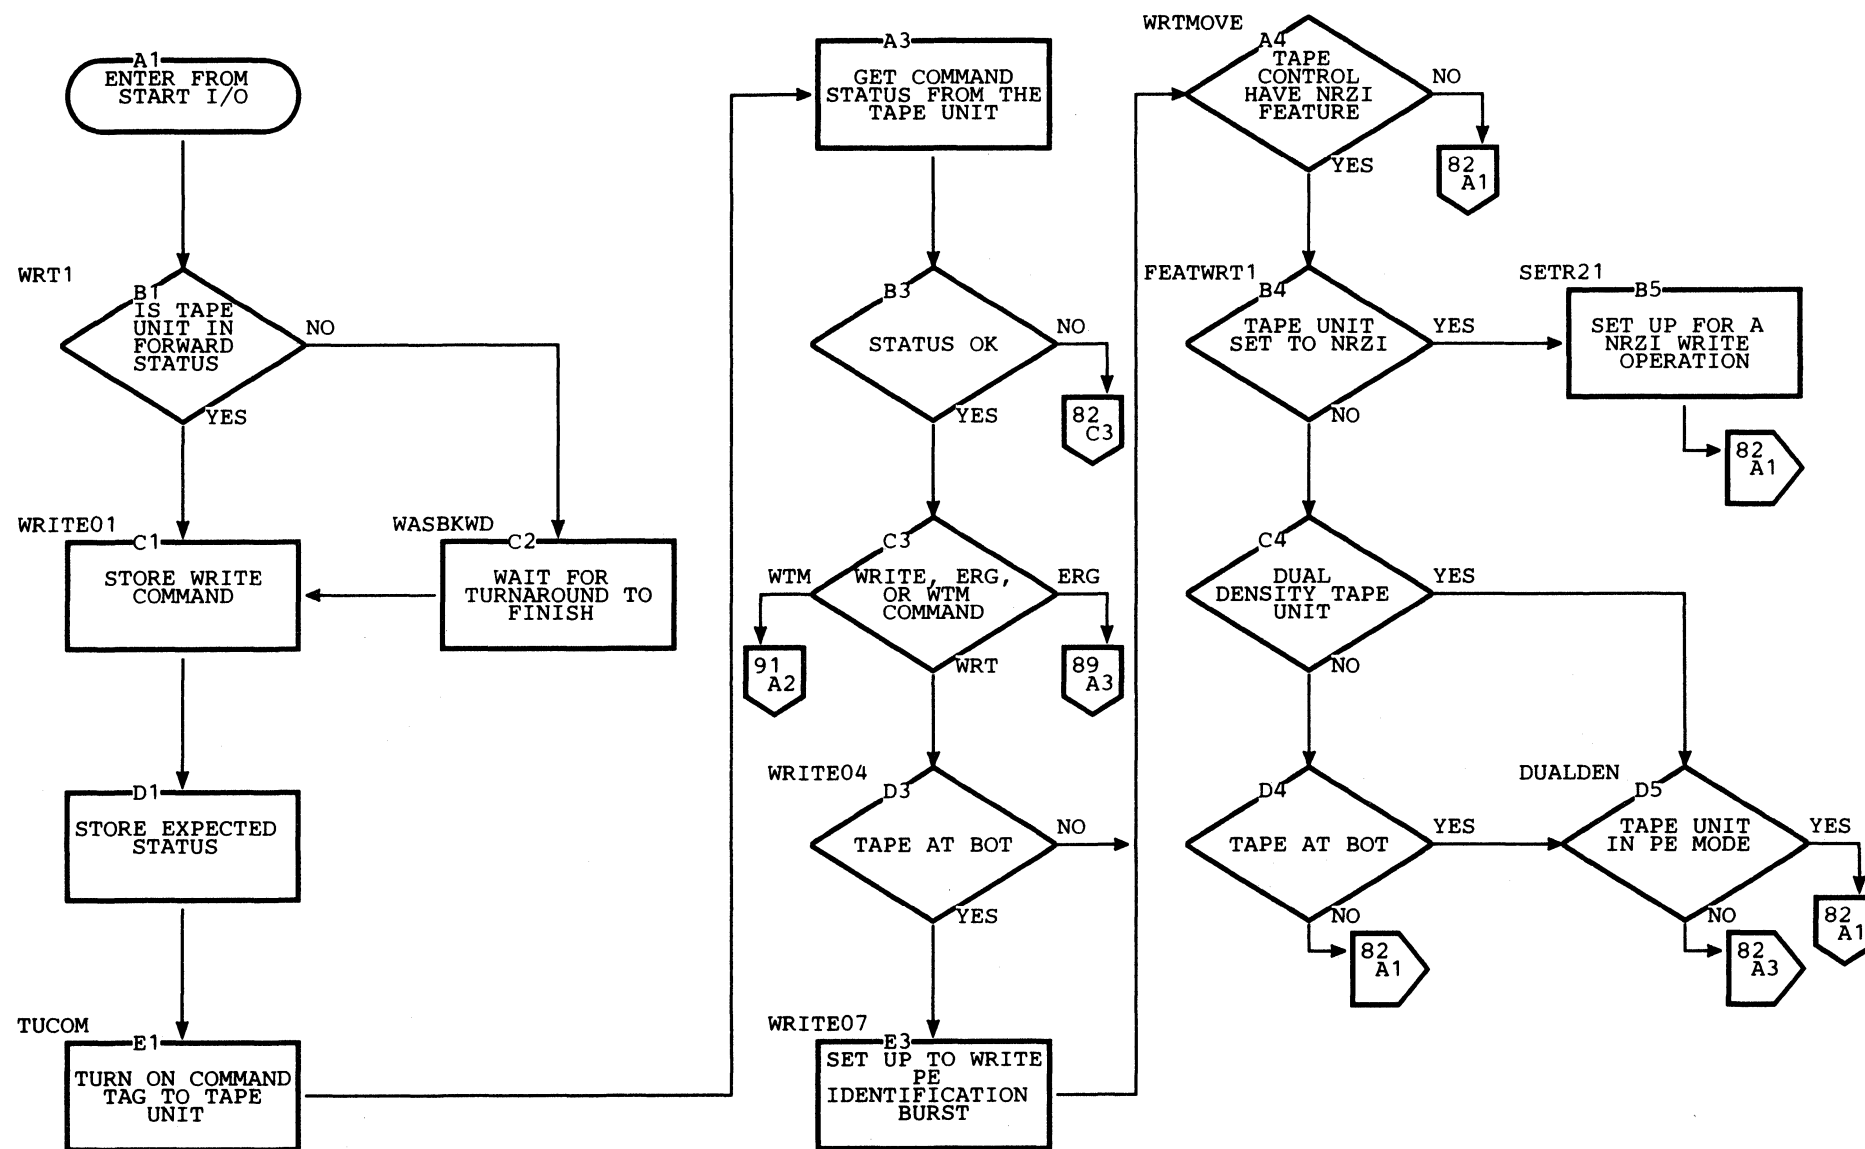 A1
ENTER FROM
START I/O
WRT1
B1
IS TAPE
UNIT IN
FORWARD
STATUS
NO
YES
WRITE01
C1
STORE WRITE
COMMAND
WASBKWD
C2
WAIT FOR
TURNAROUND TO
FINISH
D1
STORE EXPECTED
STATUS
TUCOM
E1
TURN ON COMMAND
TAG TO TAPE
UNIT
A3
GET COMMAND
STATUS FROM THE
TAPE UNIT
B3
STATUS OK
NO
82
C3
YES
C3
WRITE, ERG,
OR WTM
COMMAND
WTM
91
A2
ERG
89
A3
WRT
WRITE04
D3
TAPE AT BOT
NO
YES
WRITE07
E3
SET UP TO WRITE
PE
IDENTIFICATION
BURST
WRTMOVE
A4
TAPE
CONTROL
HAVE NRZI
FEATURE
NO
82
A1
YES
FEATWRT1
B4
TAPE UNIT
SET TO NRZI
YES
NO
SETR21
B5
SET UP FOR A
NRZI WRITE
OPERATION
82
A1
C4
DUAL
DENSITY TAPE
UNIT
YES
NO
D4
TAPE AT BOT
YES
NO
82
A1
DUALDEN
D5
TAPE UNIT
IN PE MODE
YES
82
A1
NO
82
A3